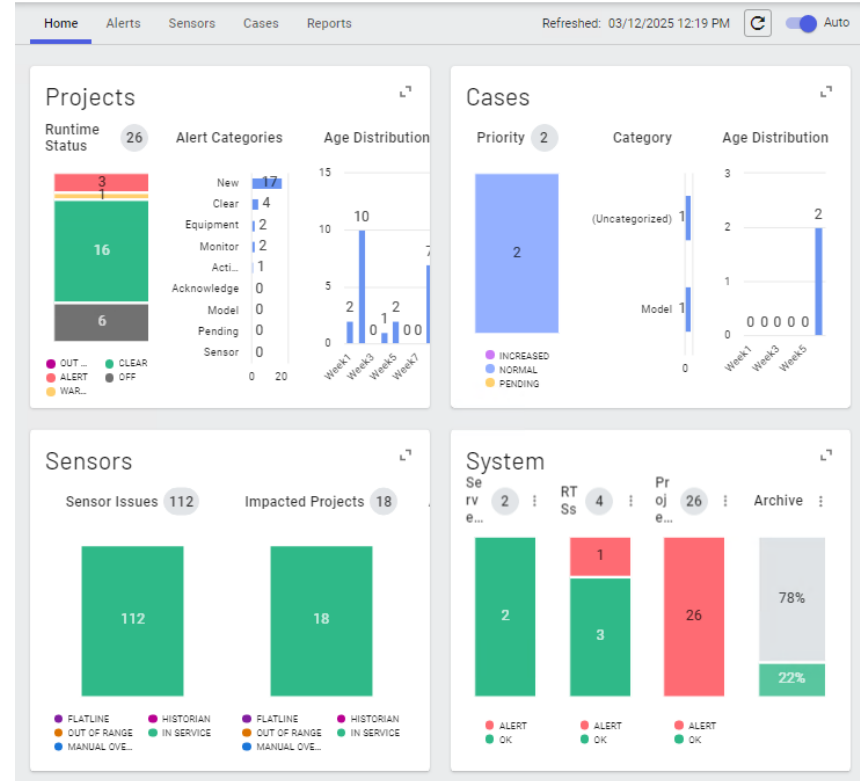 Home Alerts Sensors Cases Reports Refreshed: 03/12/2025 12:19 PM Auto
Projects
Runtime
Status 26
Alert Categories
Age Distribution
3
1
16
6
OUT ... CLEAR
ALERT OFF
WAR...
New 17
Clear 4
Equipment 2
Monitor 2
Acti... 1
Acknowledge 0
Model 0
Pending 0
Sensor 0
0 20
15
10
5
0
2 10 0 1 2 0 0
Week1 Week3 Week5 Week7
Cases
Priority 2
Category
Age Distribution
2
INCREASED
NORMAL
PENDING
(Uncategorized) 1
Model 1
0
3
2
1
0
0 0 0 0 0 2
Week1 Week3 Week5
Sensors
Sensor Issues 112
Impacted Projects 18
112
18
FLATLINE HISTORIAN
OUT OF RANGE IN SERVICE
MANUAL OVE...
FLATLINE HISTORIAN
OUT OF RANGE IN SERVICE
MANUAL OVE...
System
Se
rv
e... 2
RT
Ss 4
Pr
oj
e... 26
Archive
2
1
3
26
78%
22%
ALERT
OK
ALERT
OK
ALERT
OK